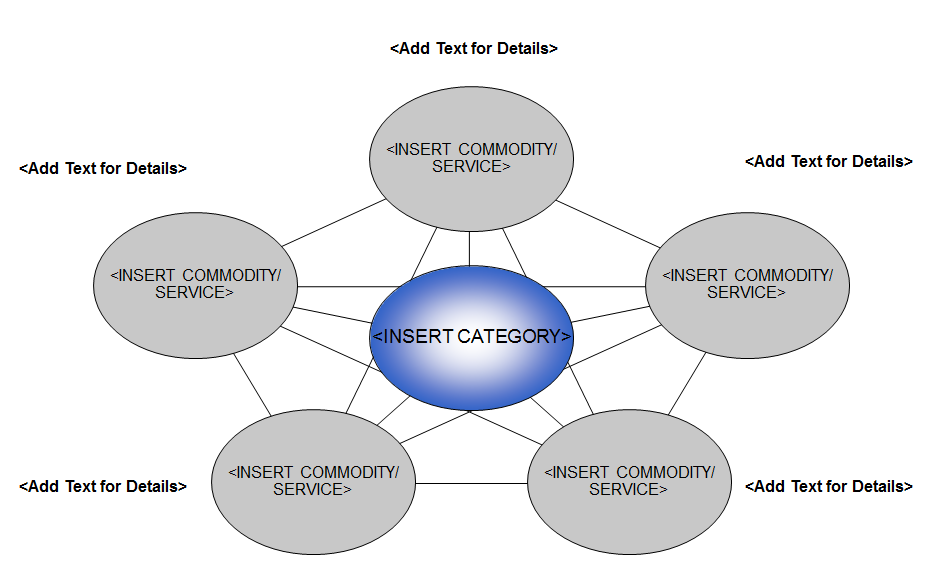 <Add Text for Details>
<INSERT COMMODITY/
SERVICE>
<Add Text for Details>
<Add Text for Details>
<INSERT COMMODITY/
SERVICE>
<INSERT COMMODITY/
SERVICE>
<INSERT CATEGORY>
<INSERT COMMODITY/
SERVICE>
<INSERT COMMODITY/
SERVICE>
<Add Text for Details>
<Add Text for Details>